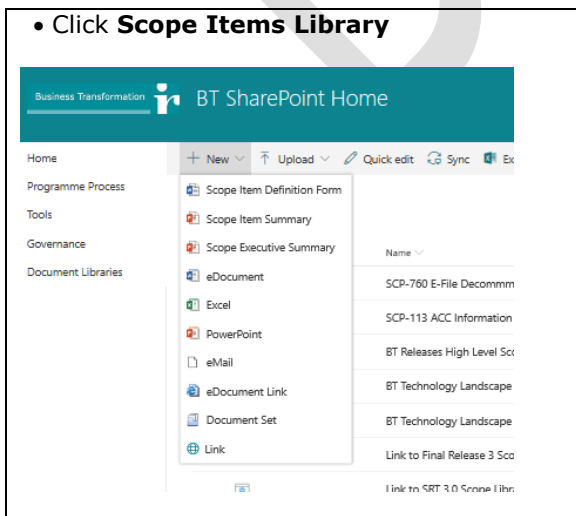 • Click Scope Items Library
Business Transformation
BT SharePoint Home
Home
Programme Process
Tools
Governance
Document Libraries
+ New Upload Quick edit Sync Ex
Scope Item Definition Form
Scope Item Summary
Scope Executive Summary
eDocument
Excel
PowerPoint
eMail
eDocument Link
Document Set
Link
Name
SCP-760 E-File Decommm
SCP-113 ACC Information
BT Releases High Level Sco
BT Technology Landscape
BT Technology Landscape
Link to Final Release 3 Sco
Link to SRT 3.0 Scope Libra